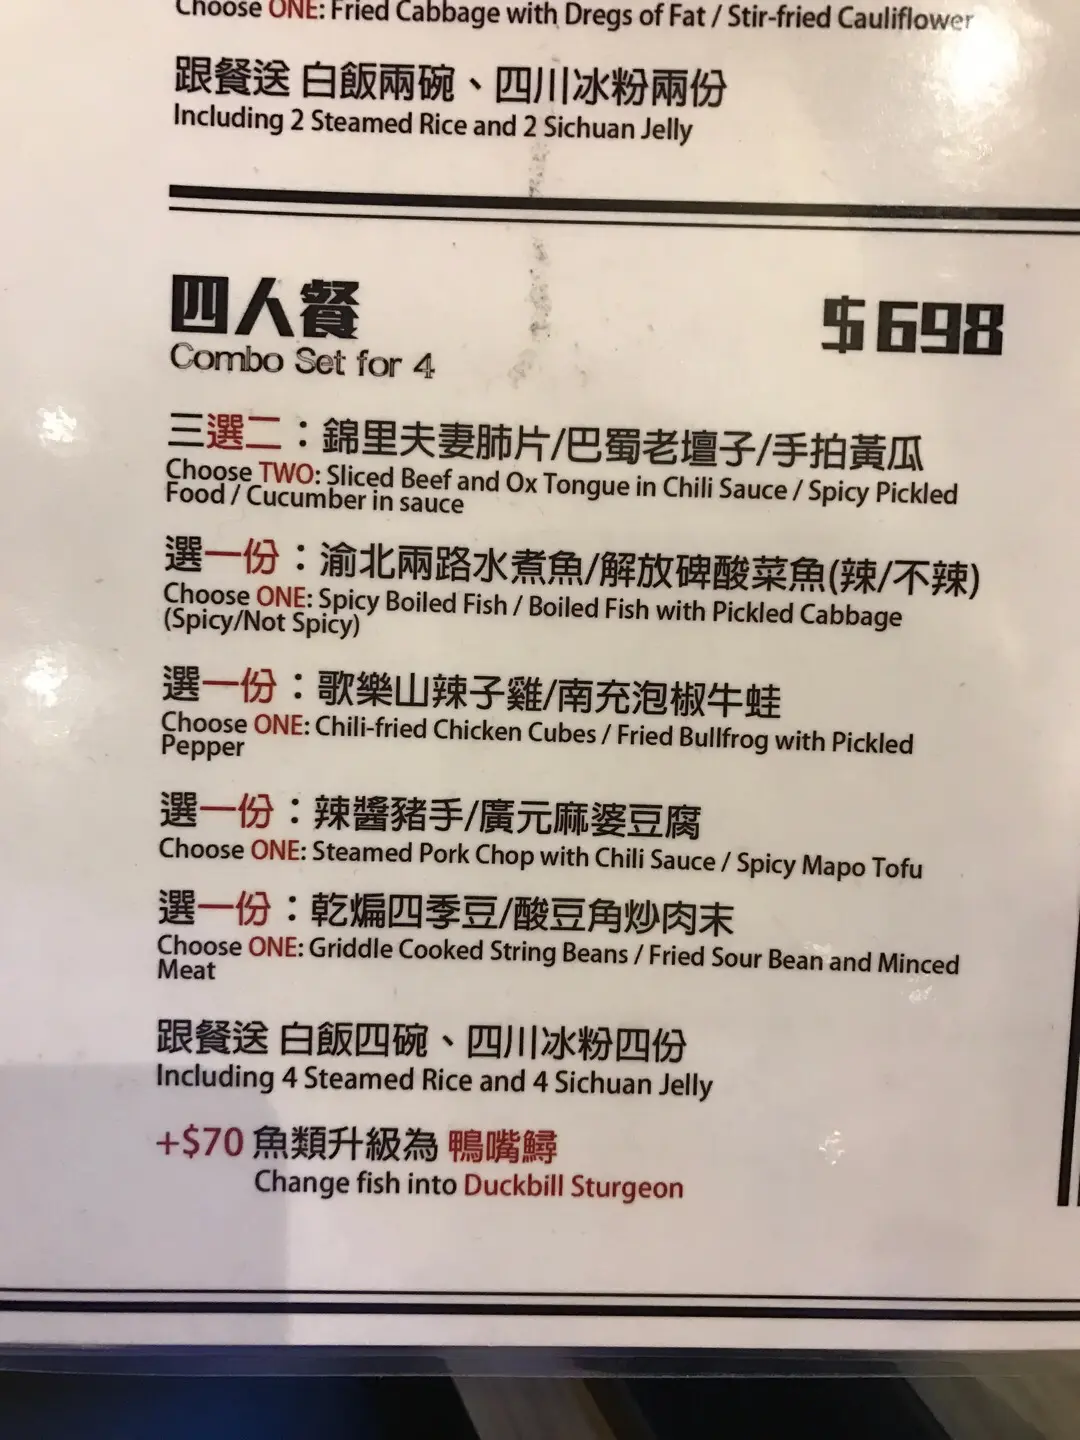 Choose ONE: Fried Cabbage with Dregs of Fat / Stir-fried Cauliflower
跟餐送 白飯兩碗、四川冰粉兩份
Including 2 Steamed Rice and 2 Sichuan Jelly
四人餐
$698
Combo Set for 4
三選二：錦里夫妻肺片/巴蜀老壇子/手拍黃瓜
Choose TWO: Sliced Beef and Ox Tongue in Chili Sauce / Spicy Pickled
Food / Cucumber in sauce
選一份：渝北兩路水煮魚/解放碑酸菜魚(辣/不辣)
Choose ONE: Spicy Boiled Fish / Boiled Fish with Pickled Cabbage
(Spicy/Not Spicy)
選一份：歌樂山辣子雞/南充泡椒牛蛙
Choose ONE: Chili-fried Chicken Cubes / Fried Bullfrog with Pickled
Pepper
選一份：辣醬豬手/廣元麻婆豆腐
Choose ONE: Steamed Pork Chop with Chili Sauce / Spicy Mapo Tofu
選一份：乾煸四季豆/酸豆角炒肉末
Choose ONE: Griddle Cooked String Beans / Fried Sour Bean and Minced
Meat
跟餐送 白飯四碗、四川冰粉四份
Including 4 Steamed Rice and 4 Sichuan Jelly
+$70 魚類升級為 鴨嘴鱘
Change fish into Duckbill Sturgeon